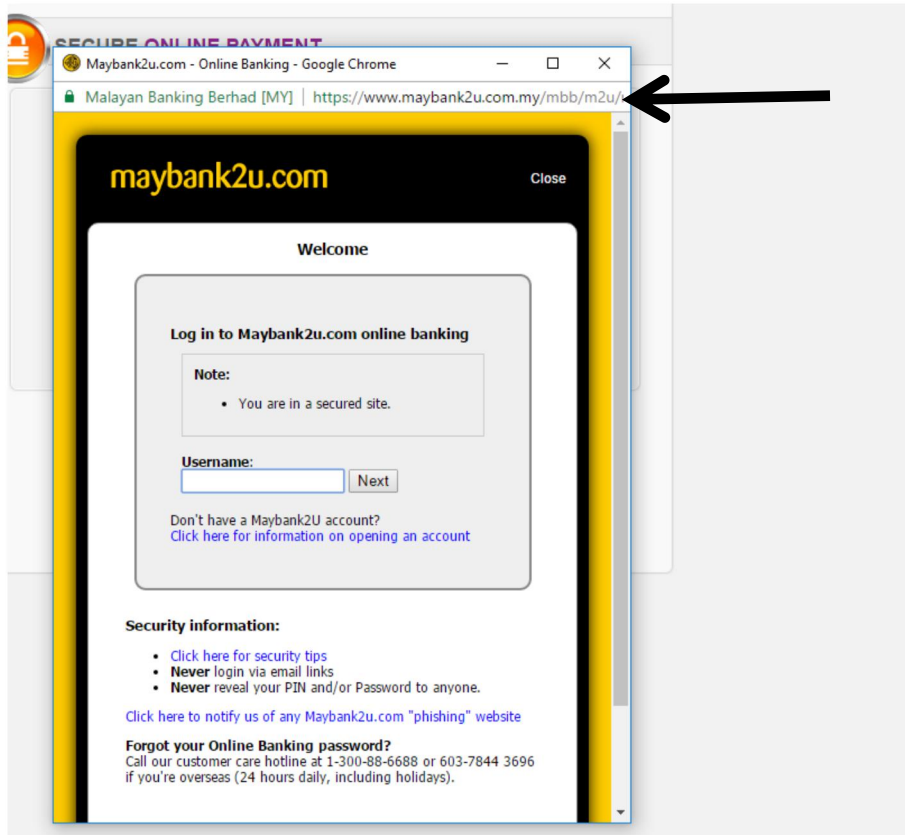 SECURE ONLINE PAYMENT
Maybank2u.com - Online Banking - Google Chrome
Malayan Banking Berhad [MY] | https://www.maybank2u.com.my/mbb/m2u/
maybank2u.com
Close
Welcome
Log in to Maybank2u.com online banking
Note:
• You are in a secured site.
Username:
Next
Don't have a Maybank2U account?
Click here for information on opening an account
Security information:
• Click here for security tips
• Never login via email links
• Never reveal your PIN and/or Password to anyone.
Click here to notify us of any Maybank2u.com "phishing" website
Forgot your Online Banking password?
Call our customer care hotline at 1-300-88-6688 or 603-7844 3696
if you're overseas (24 hours daily, including holidays).